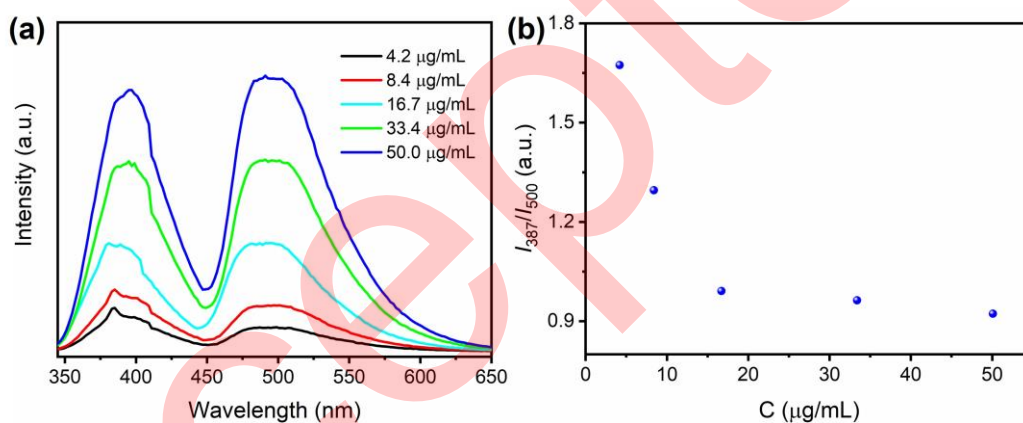 (a)
4.2 μg/mL
8.4 μg/mL
16.7 μg/mL
33.4 μg/mL
50.0 μg/mL
Intensity (a.u.)
350 400 450 500 550 600 650
Wavelength (nm)
(b)
1.8
1.5
1.2
0.9
I387/I500 (a.u.)
0 10 20 30 40 50
C (μg/mL)